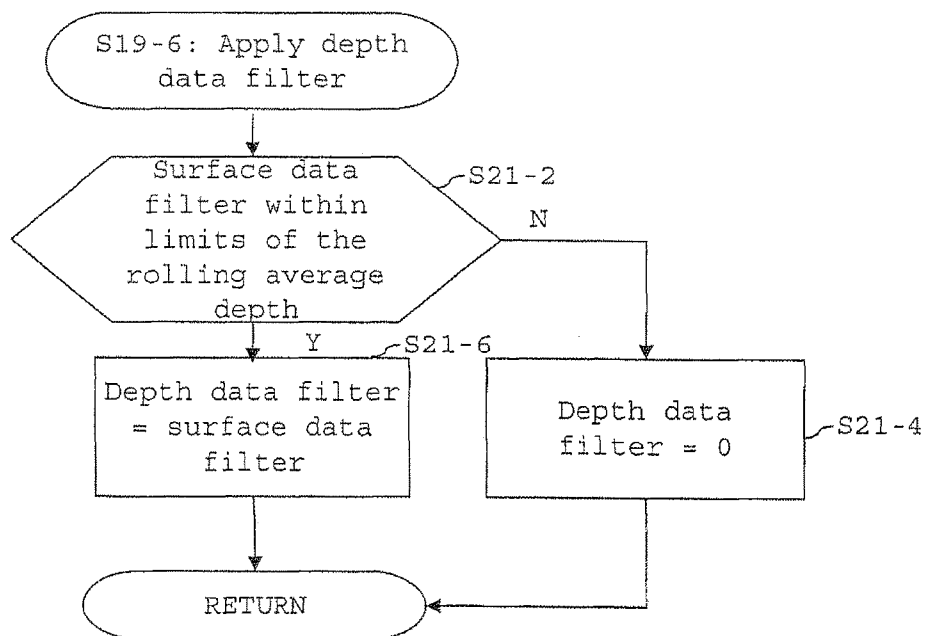 S19-6: Apply depth
data filter
Surface data
filter within
limits of the
rolling average
depth
S21-2
N
Y
S21-6
Depth data filter
= surface data
filter
Depth data
filter = 0
S21-4
RETURN